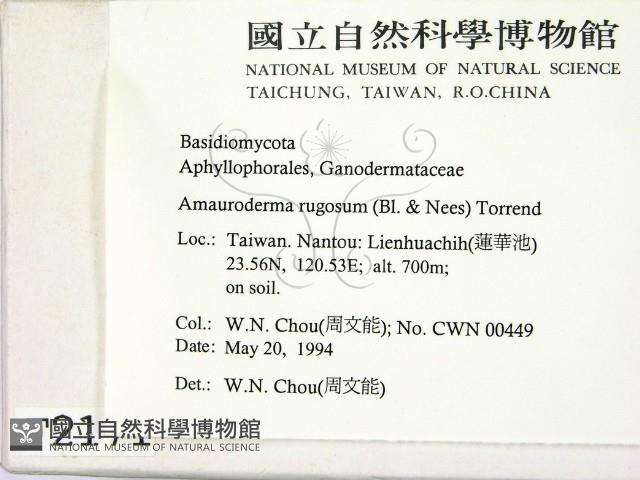 國立自然科學博物館
NATIONAL MUSEUM OF NATURAL SCIENCE
TAICHUNG, TAIWAN, R.O.CHINA
Basidiomycota
Aphyllophorales, Ganodermataceae
Amauroderma rugosum (Bl. & Nees) Torrend
Loc.: Taiwan. Nantou: Lienhuachih(蓮華池)
23.56N, 120.53E; alt. 700m;
on soil.
Col.: W.N. Chou(周文能); No. CWN 00449
Date: May 20, 1994
Det.: W.N. Chou(周文能)
國立自然科學博物館
NATIONAL MUSEUM OF NATURAL SCIENCE